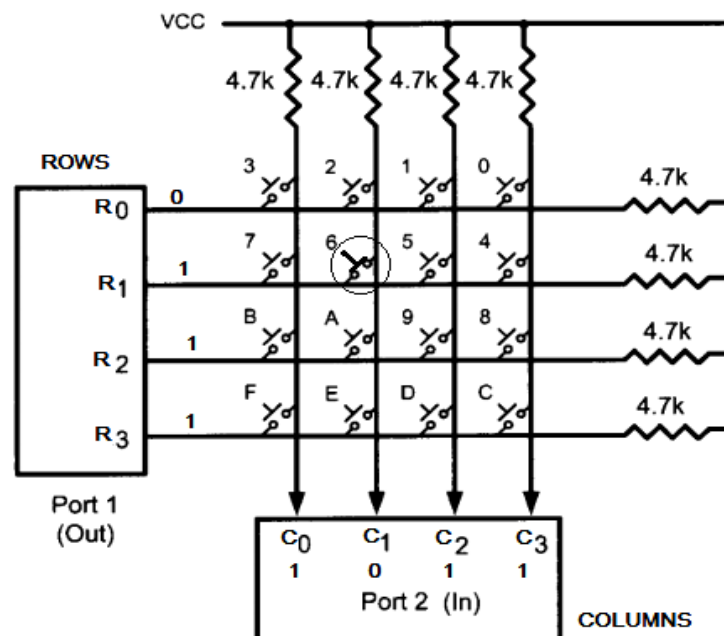 VCC
4.7k 4.7k 4.7k 4.7k
ROWS
3 2 1 0
4.7k
R0 0
7 6 5 4
4.7k
R1 1
B A 9 8
4.7k
R2 1
F E D C
4.7k
R3 1
Port 1
(Out)
C0 C1 C2 C3
1 0 1 1
Port 2 (In)
COLUMNS